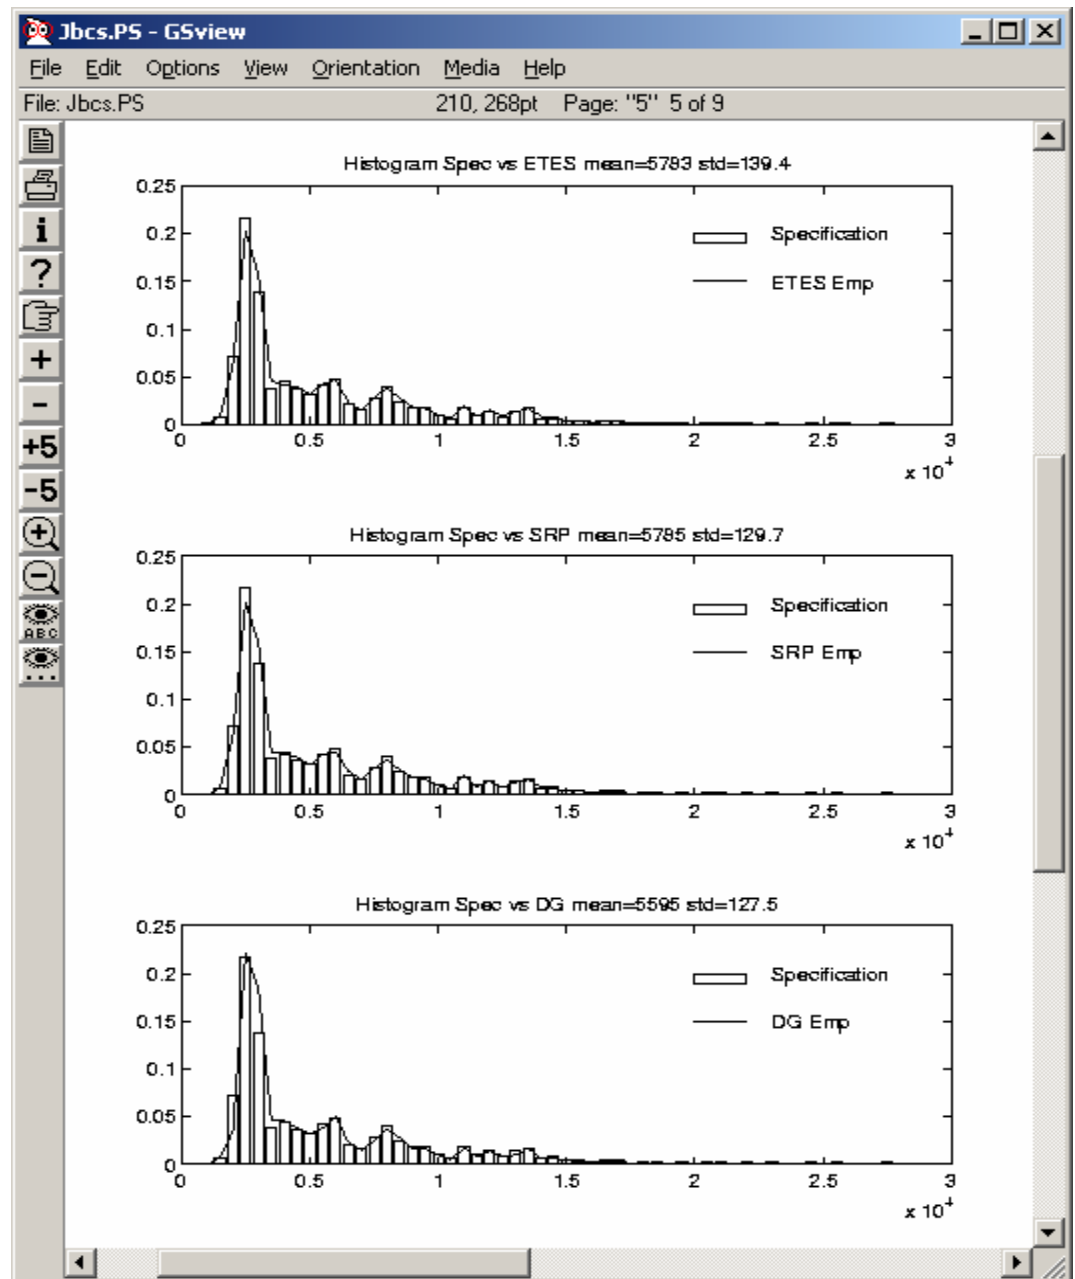 Jbcs.PS - GSview
File Edit Options View Orientation Media Help
File: Jbcs.PS 210, 268pt Page: "5" 5 of 9
i
?
+
-
+5
-5
ABC
Histogram Spec vs ETES mean=5783 std=139.4
0.25
0.2
0.15
0.1
0.05
0
Specification
ETES Emp
0 0.5 1 1.5 2 2.5 3
x 10^4
Histogram Spec vs SRP mean=5785 std=129.7
0.25
0.2
0.15
0.1
0.05
0
Specification
SRP Emp
0 0.5 1 1.5 2 2.5 3
x 10^4
Histogram Spec vs DG mean=5595 std=127.5
0.25
0.2
0.15
0.1
0.05
0
Specification
DG Emp
0 0.5 1 1.5 2 2.5 3
x 10^4